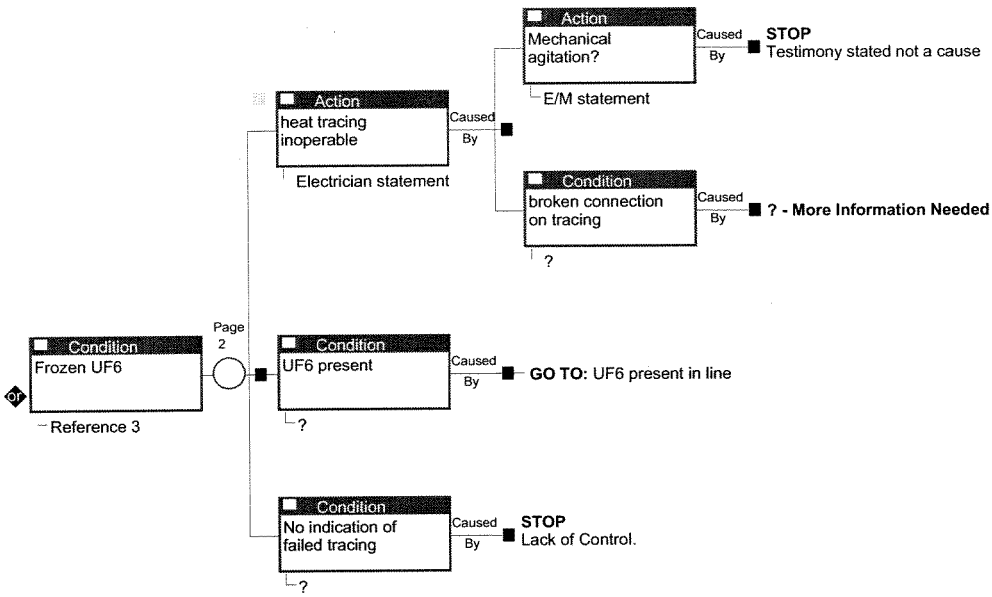 Action
Mechanical
agitation?
Caused
By
STOP
Testimony stated not a cause
E/M statement
Action
heat tracing
inoperable
Caused
By
Electrician statement
Condition
broken connection
on tracing
Caused
By
? - More Information Needed
?
or
Condition
Frozen UF6
Reference 3
Page
2
Condition
UF6 present
Caused
By
GO TO: UF6 present in line
?
Condition
No indication of
failed tracing
Caused
By
STOP
Lack of Control.
?